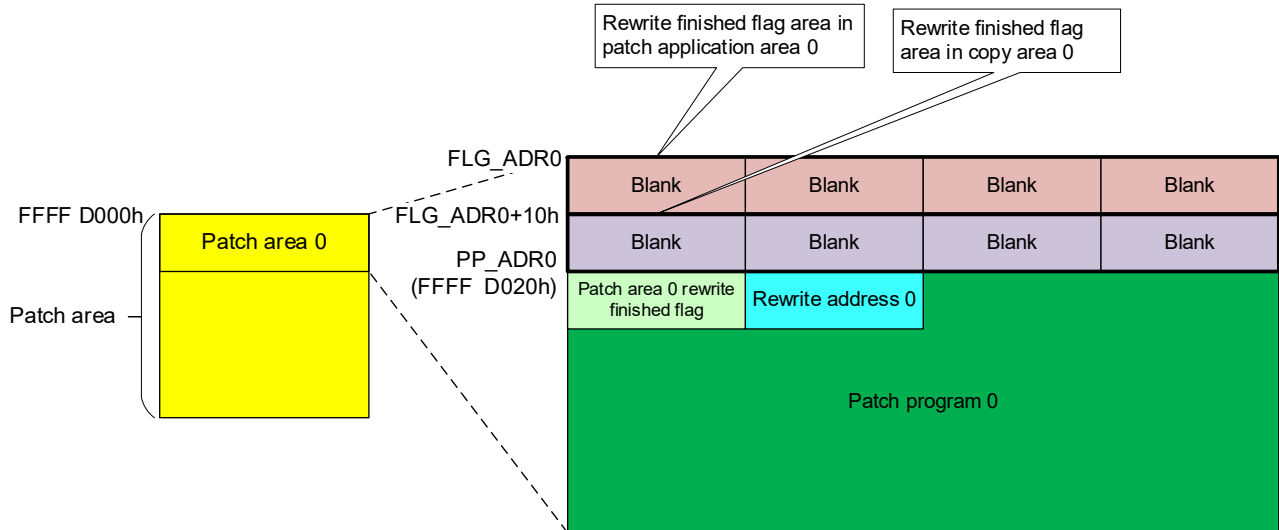 Rewrite finished flag area in
patch application area 0
Rewrite finished flag
area in copy area 0
FLG_ADR0
Blank
Blank
Blank
Blank
FFFF D000h
FLG_ADR0+10h
Patch area 0
Blank
Blank
Blank
Blank
PP_ADR0
(FFFF D020h)
Patch area 0 rewrite
finished flag
Rewrite address 0
Patch area
Patch program 0